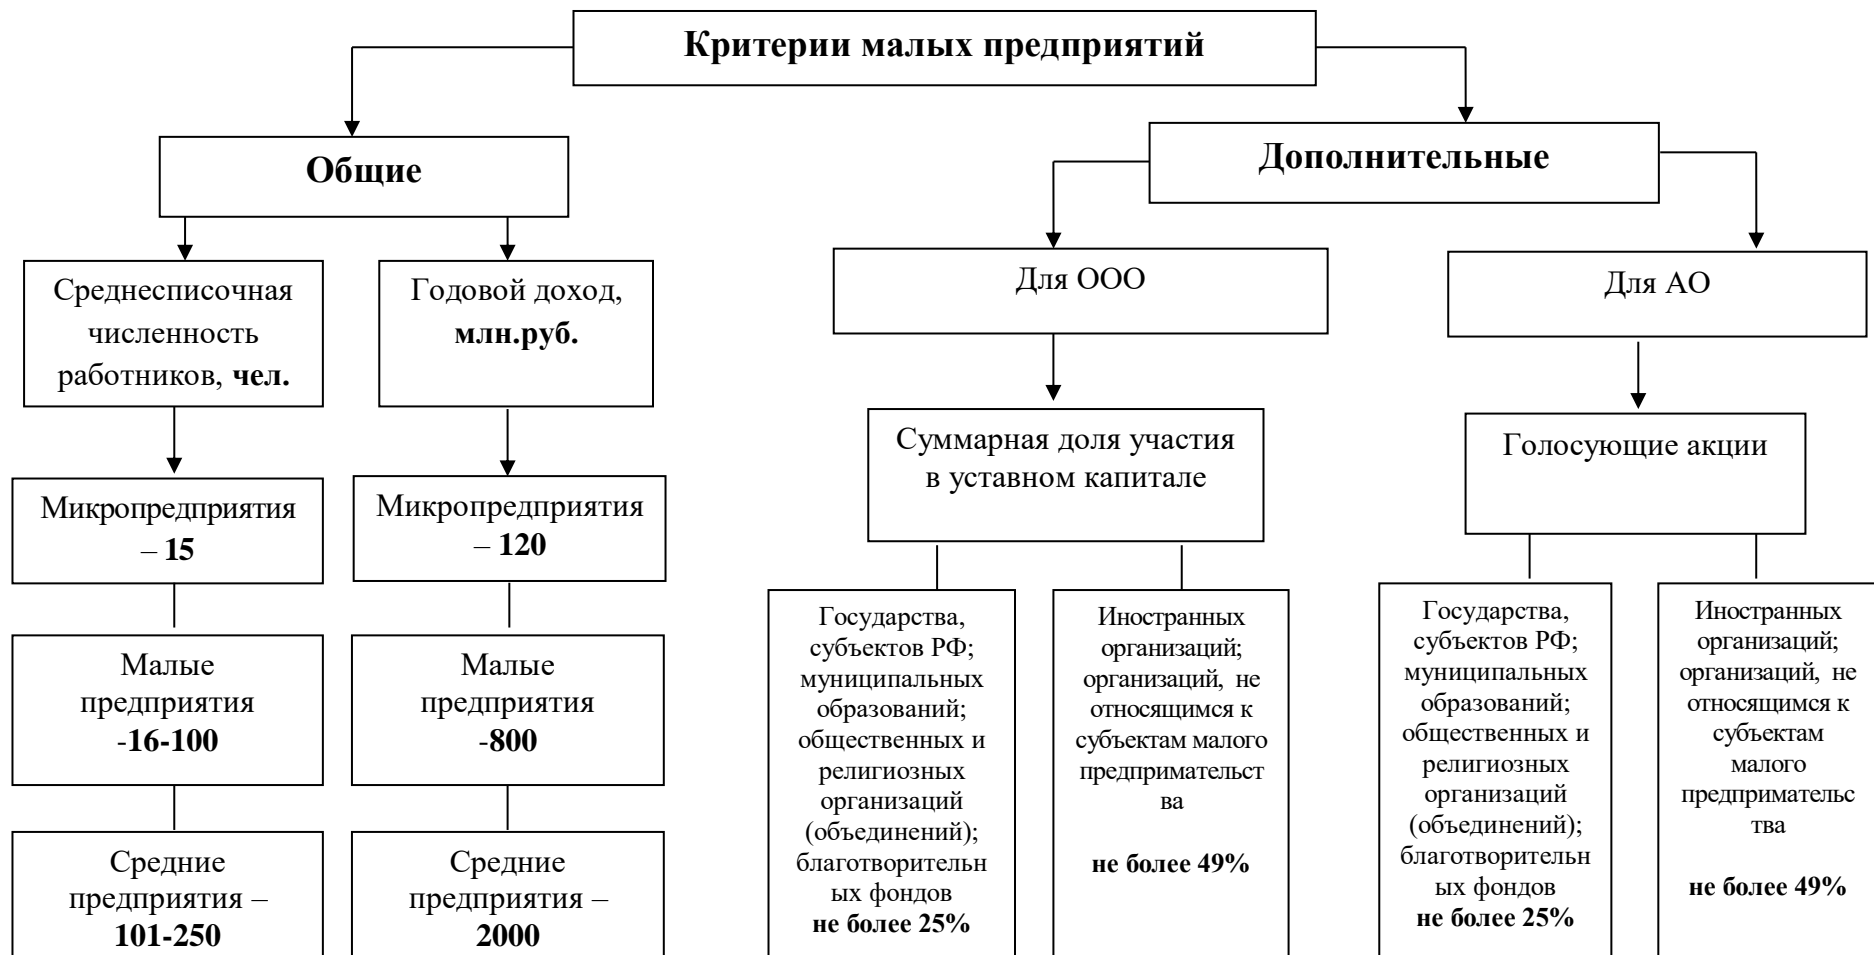 Критерии малых предприятий
Общие
Дополнительные
Среднесписочная
численность
работников, чел.
Годовой доход,
млн.руб.
Для ООО
Для АО
Суммарная доля участия
в уставном капитале
Голосующие акции
Микропредприятия
– 15
Микропредприятия
– 120
Малые
предприятия
-16-100
Малые
предприятия
-800
Средние
предприятия –
101-250
Средние
предприятия –
2000
Государства,
субъектов РФ;
муниципальных
образований;
общественных и
религиозных
организаций
(объединений);
благотворительн
ых фондов
не более 25%
Иностранных
организаций;
организаций, не
относящимся к
субъектам малого
предпримательст
ва
не более 49%
Государства,
субъектов РФ;
муниципальных
образований;
общественных и
религиозных
организаций
(объединений);
благотворительн
ых фондов
не более 25%
Иностранных
организаций;
организаций, не
относящимся к
субъектам
малого
предпримательс
тва
не более 49%